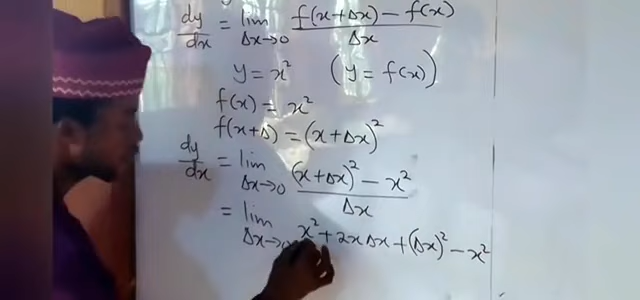 dy/dx = lim Δx→0 f(x+Δx) − f(x) / Δx
y = x² (y = f(x))
f(x) = x²
f(x+Δ) = (x+Δx)²
dy/dx = lim Δx→0 (x+Δx)² − x² / Δx
= lim Δx→ x² + 2xΔx + (Δx)² − x²